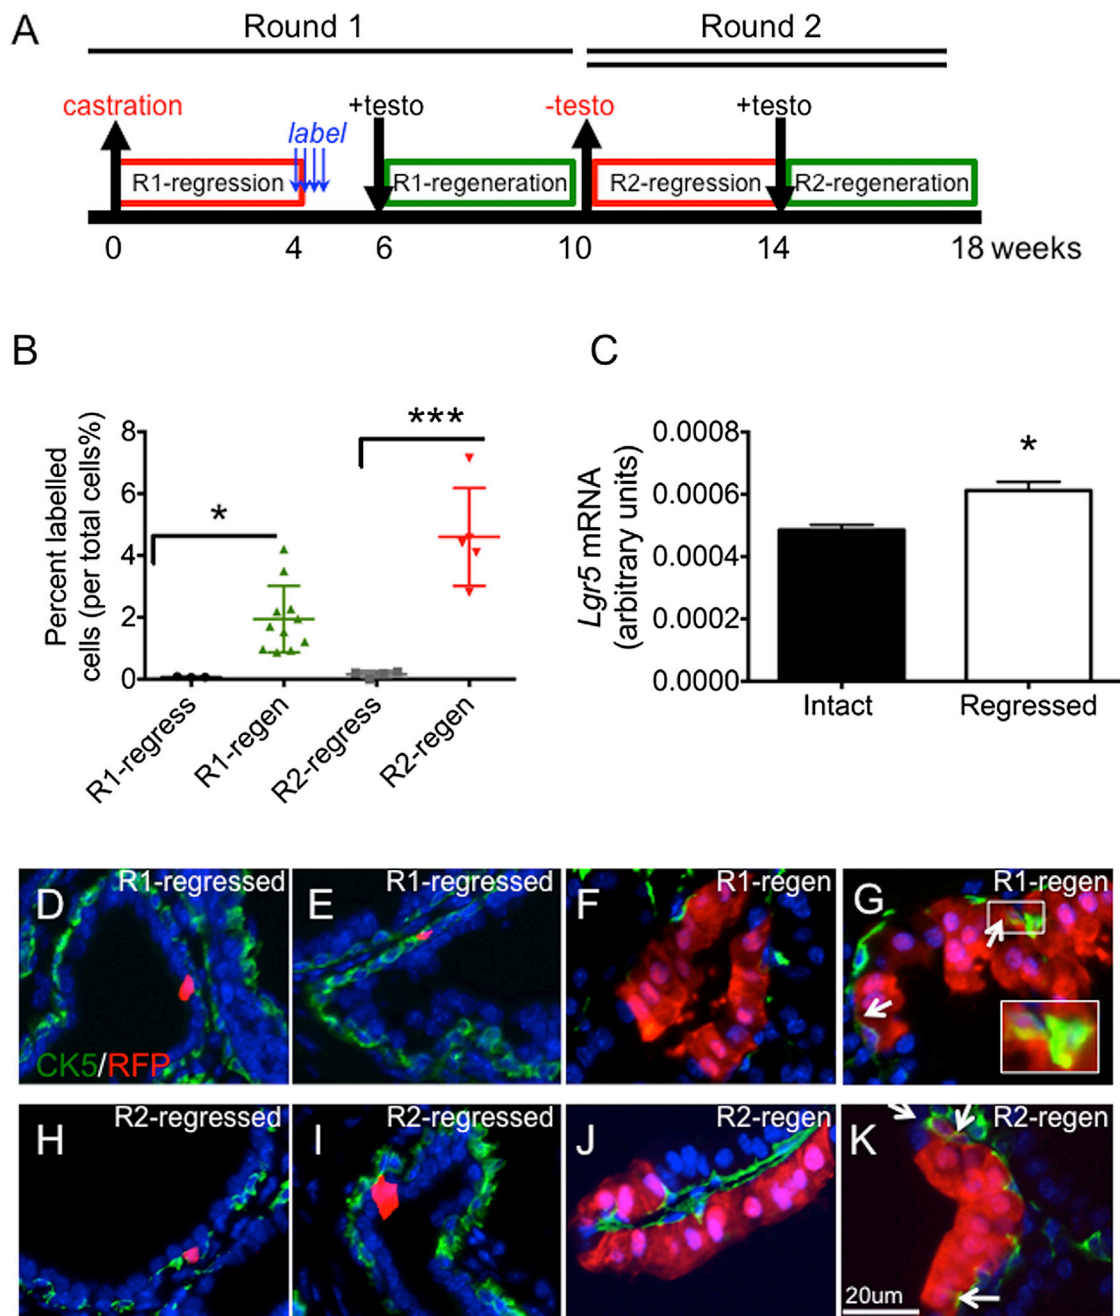 A
Round 1
Round 2
castration
label
+testo
-testo
+testo
R1-regression
R1-regeneration
R2-regression
R2-regeneration
0
4
6
10
14
18 weeks
B
Percent labelled
cells (per total cells%)
8
6
4
2
0
*
***
R1-regress
R1-regen
R2-regress
R2-regen
C
Lgr5 mRNA
(arbitrary units)
0.0008
0.0006
0.0004
0.0002
0.0000
*
Intact
Regressed
D
R1-regressed
CK5/RFP
E
R1-regressed
F
R1-regen
G
R1-regen
H
R2-regressed
I
R2-regressed
J
R2-regen
K
R2-regen
20um